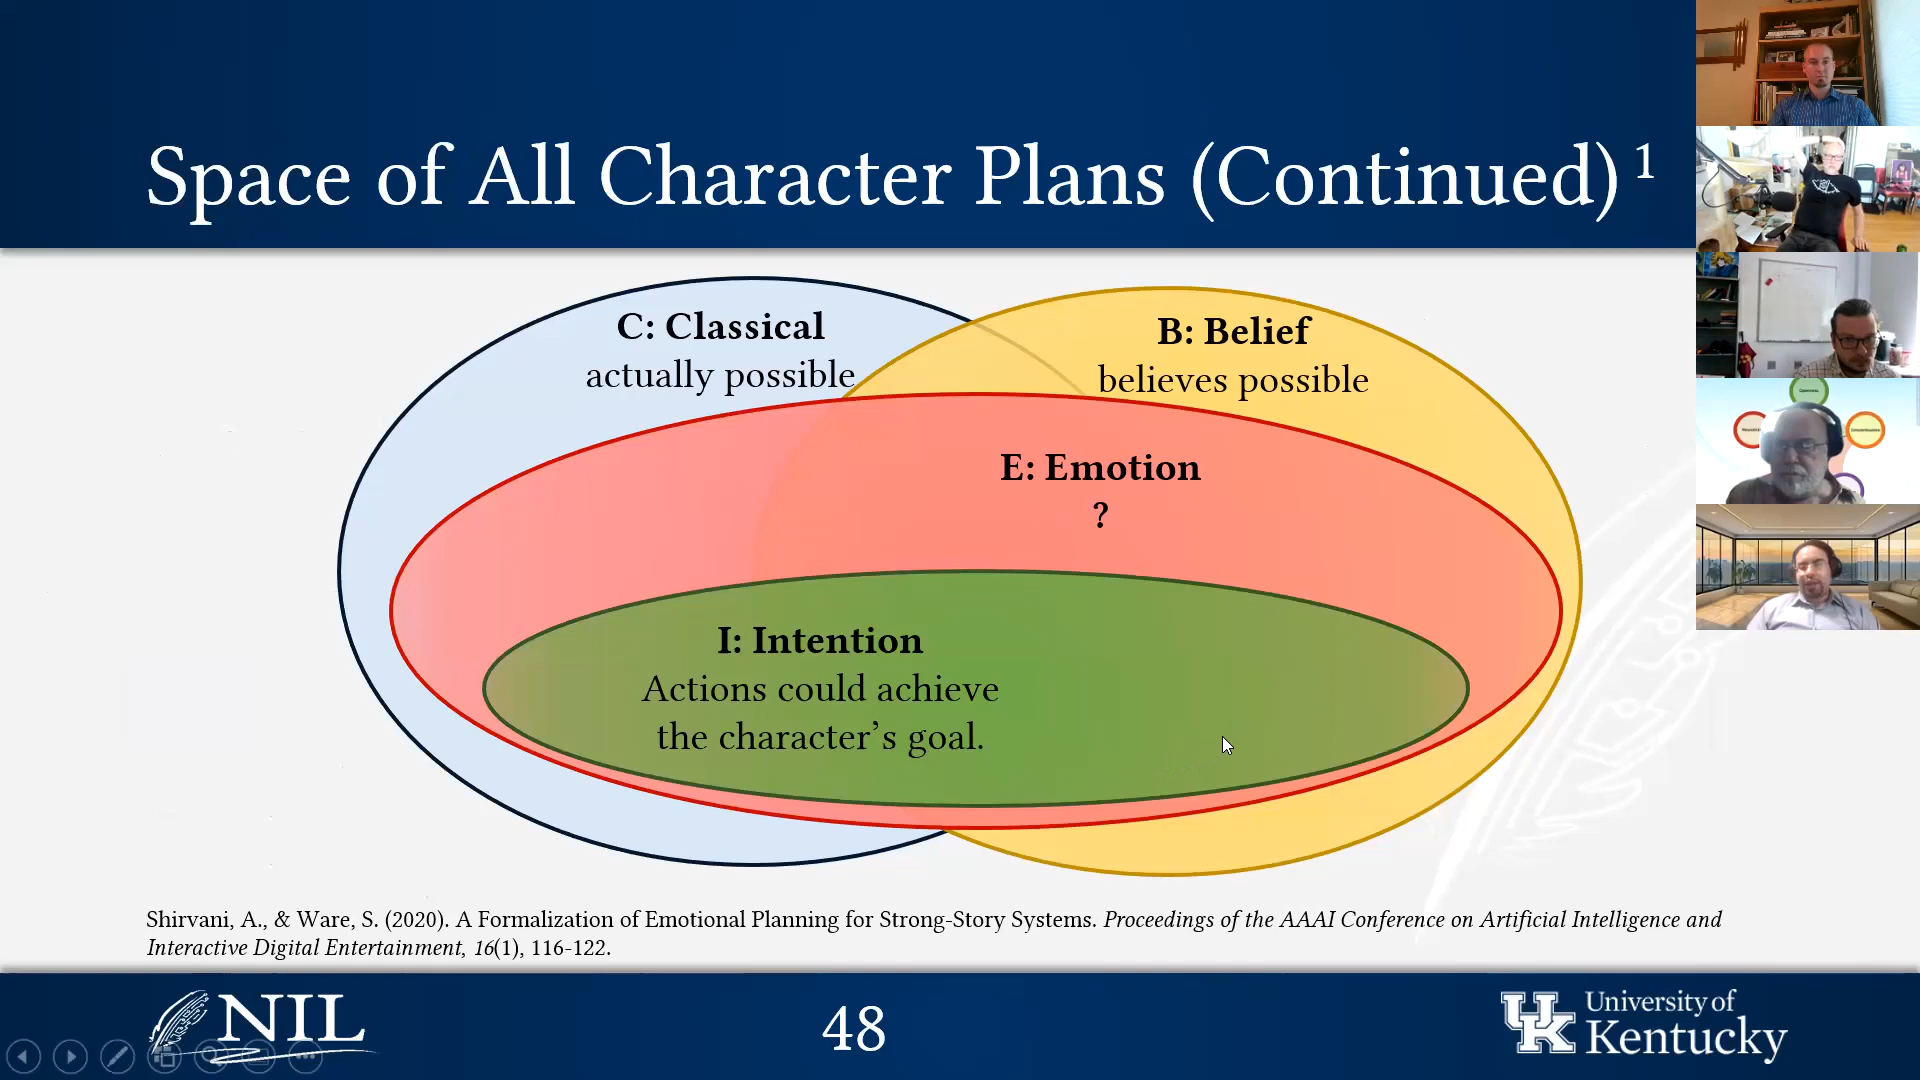 Space of All Character Plans (Continued) 1
C: Classical
actually possible
B: Belief
believes possible
E: Emotion
?
I: Intention
Actions could achieve
the character’s goal.
Shirvani, A., & Ware, S. (2020). A Formalization of Emotional Planning for Strong-Story Systems. Proceedings of the AAAI Conference on Artificial Intelligence and
Interactive Digital Entertainment, 16(1), 116-122.
NIL
48
UK University of
Kentucky